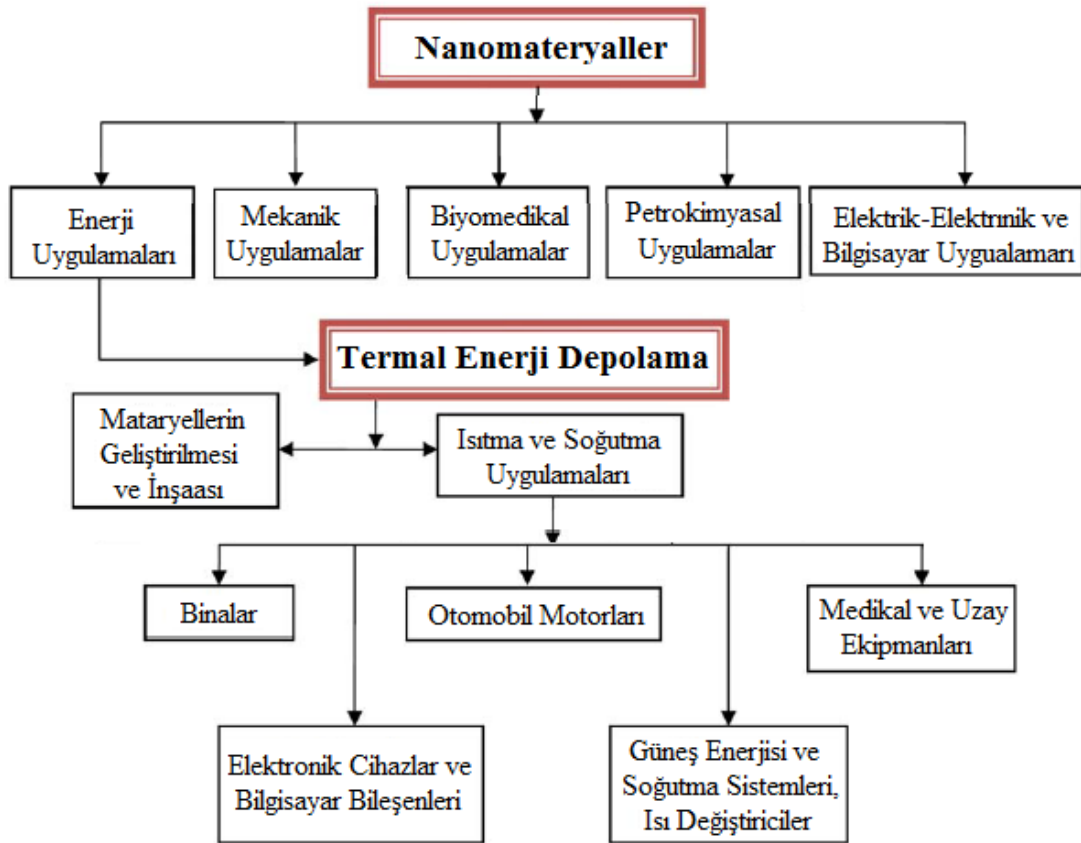 Nanomateryaller
Enerji
Uygulamaları
Mekanik
Uygulamalar
Biyomedikal
Uygulamalar
Petrokimyasal
Uygulamalar
Elektrik-Elektrınik ve
Bilgisayar Uygualamarı
Termal Enerji Depolama
Mataryellerin
Geliştirilmesi
ve İnşaası
Isıtma ve Soğutma
Uygulamaları
Binalar
Otomobil Motorları
Medikal ve Uzay
Ekipmanları
Elektronik Cihazlar ve
Bilgisayar Bileşenleri
Güneş Enerjisi ve
Soğutma Sistemleri,
Isı Değiştiriciler